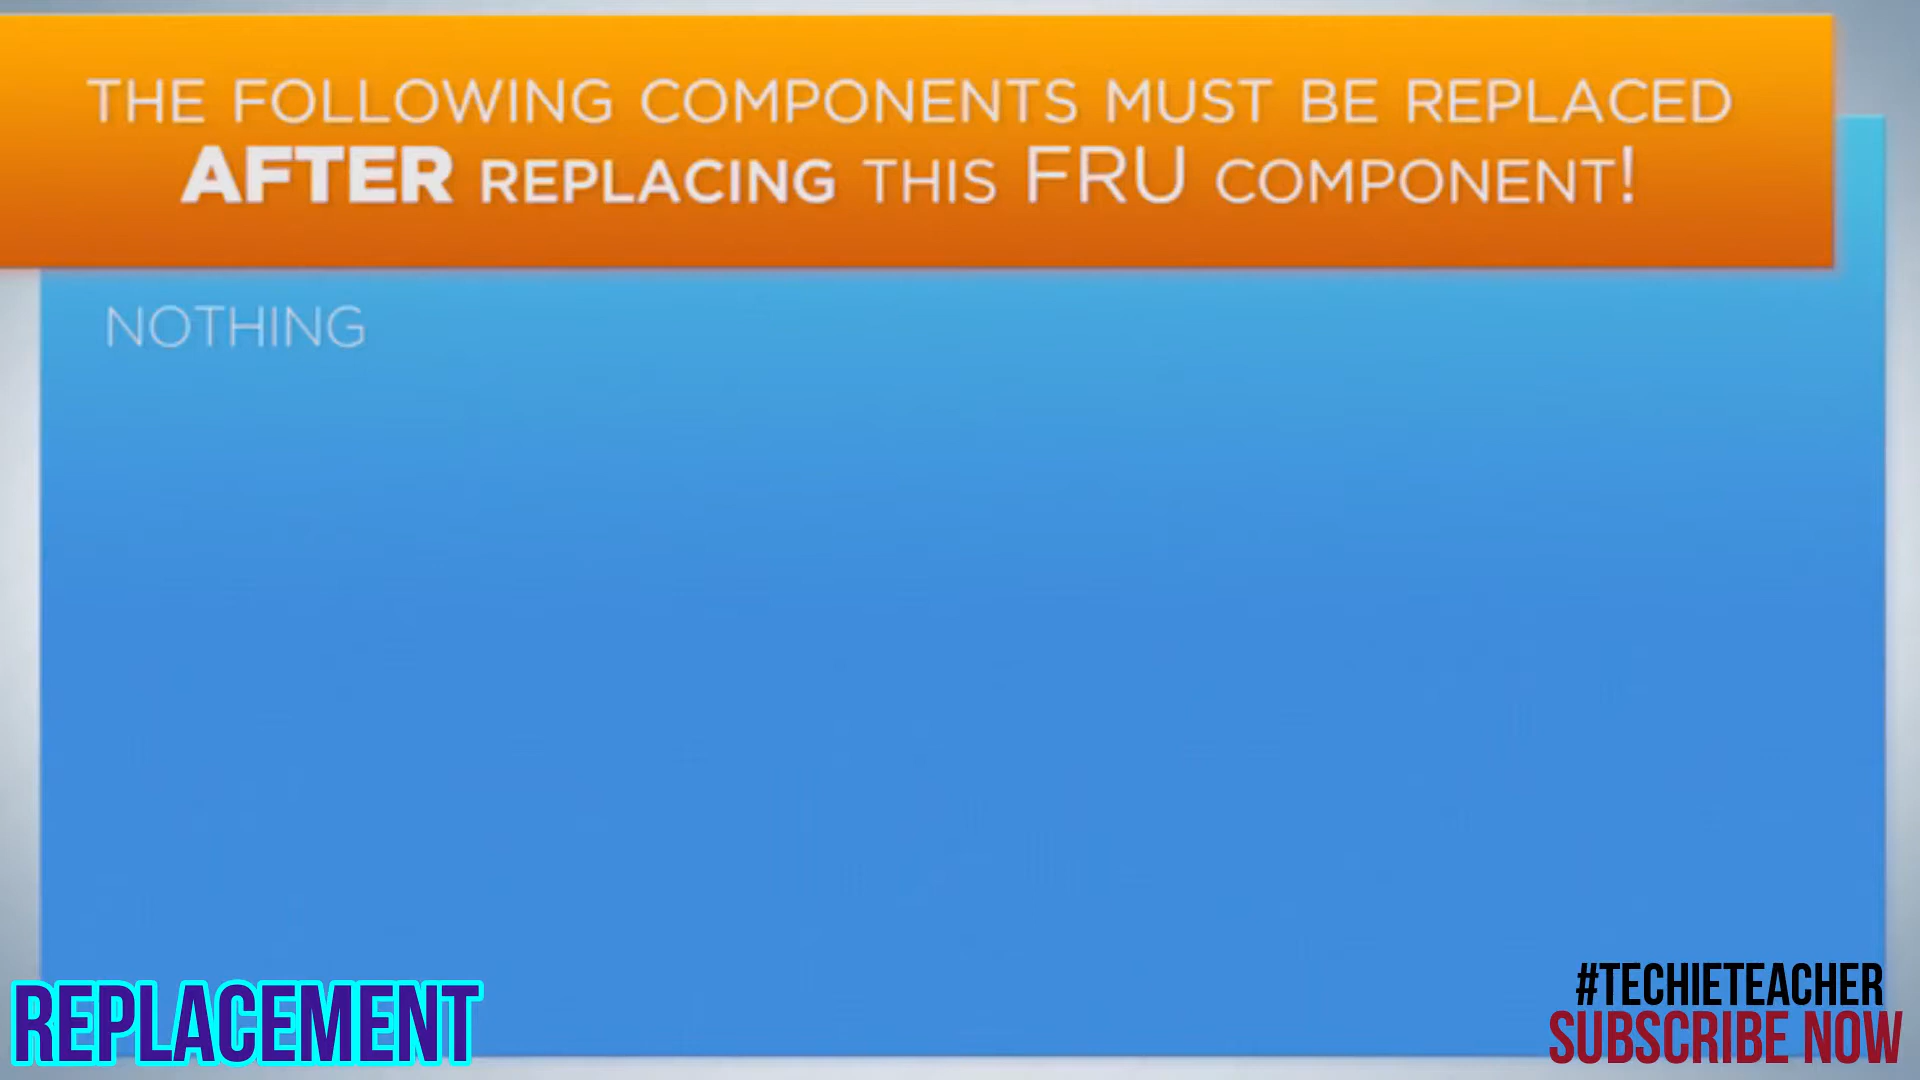 THE FOLLOWING COMPONENTS MUST BE REPLACED
AFTER REPLACING THIS FRU COMPONENT!
NOTHING
REPLACEMENT
#TECHIETEACHER
SUBSCRIBE NOW